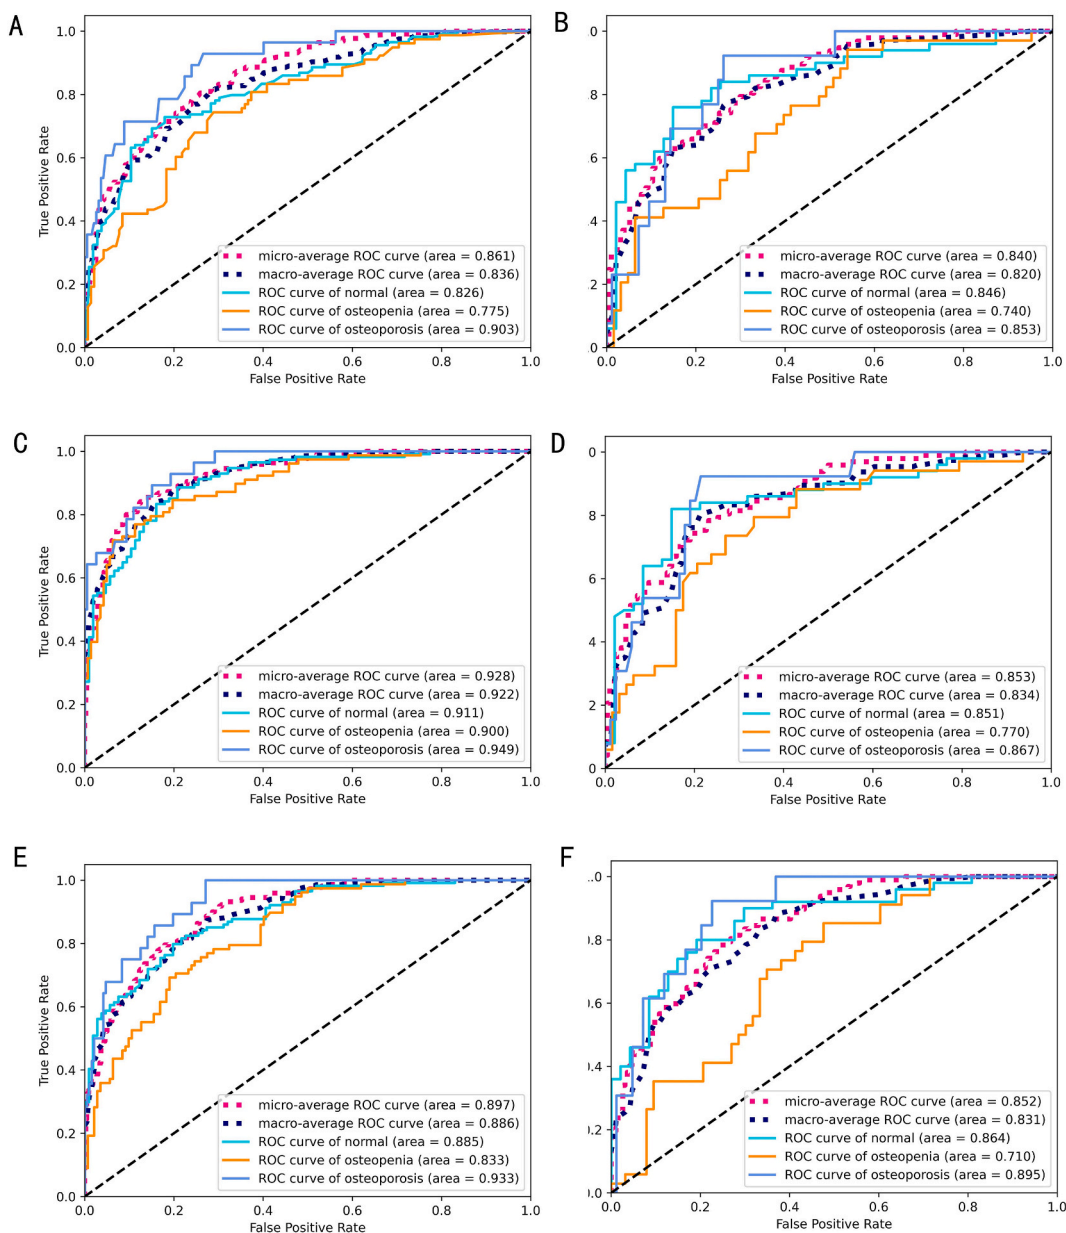 A
True Positive Rate
1.0
0.8
0.6
0.4
0.2
0.0
micro-average ROC curve (area = 0.861)
macro-average ROC curve (area = 0.836)
ROC curve of normal (area = 0.826)
ROC curve of osteopenia (area = 0.775)
ROC curve of osteoporosis (area = 0.903)
0.0 0.2 0.4 0.6 0.8 1.0
False Positive Rate
B
.0
.8
.6
.4
.2
.0
micro-average ROC curve (area = 0.840)
macro-average ROC curve (area = 0.820)
ROC curve of normal (area = 0.846)
ROC curve of osteopenia (area = 0.740)
ROC curve of osteoporosis (area = 0.853)
0.0 0.2 0.4 0.6 0.8 1.0
False Positive Rate
C
True Positive Rate
1.0
0.8
0.6
0.4
0.2
0.0
micro-average ROC curve (area = 0.928)
macro-average ROC curve (area = 0.922)
ROC curve of normal (area = 0.911)
ROC curve of osteopenia (area = 0.900)
ROC curve of osteoporosis (area = 0.949)
0.0 0.2 0.4 0.6 0.8 1.0
False Positive Rate
D
.0
.8
.6
.4
.2
.0
micro-average ROC curve (area = 0.853)
macro-average ROC curve (area = 0.834)
ROC curve of normal (area = 0.851)
ROC curve of osteopenia (area = 0.770)
ROC curve of osteoporosis (area = 0.867)
0.0 0.2 0.4 0.6 0.8 1.0
False Positive Rate
E
True Positive Rate
1.0
0.8
0.6
0.4
0.2
0.0
micro-average ROC curve (area = 0.897)
macro-average ROC curve (area = 0.886)
ROC curve of normal (area = 0.885)
ROC curve of osteopenia (area = 0.833)
ROC curve of osteoporosis (area = 0.933)
0.0 0.2 0.4 0.6 0.8 1.0
False Positive Rate
F
.0
.8
.6
.4
.2
.0
micro-average ROC curve (area = 0.852)
macro-average ROC curve (area = 0.831)
ROC curve of normal (area = 0.864)
ROC curve of osteopenia (area = 0.710)
ROC curve of osteoporosis (area = 0.895)
0.0 0.2 0.4 0.6 0.8 1.0
False Positive Rate